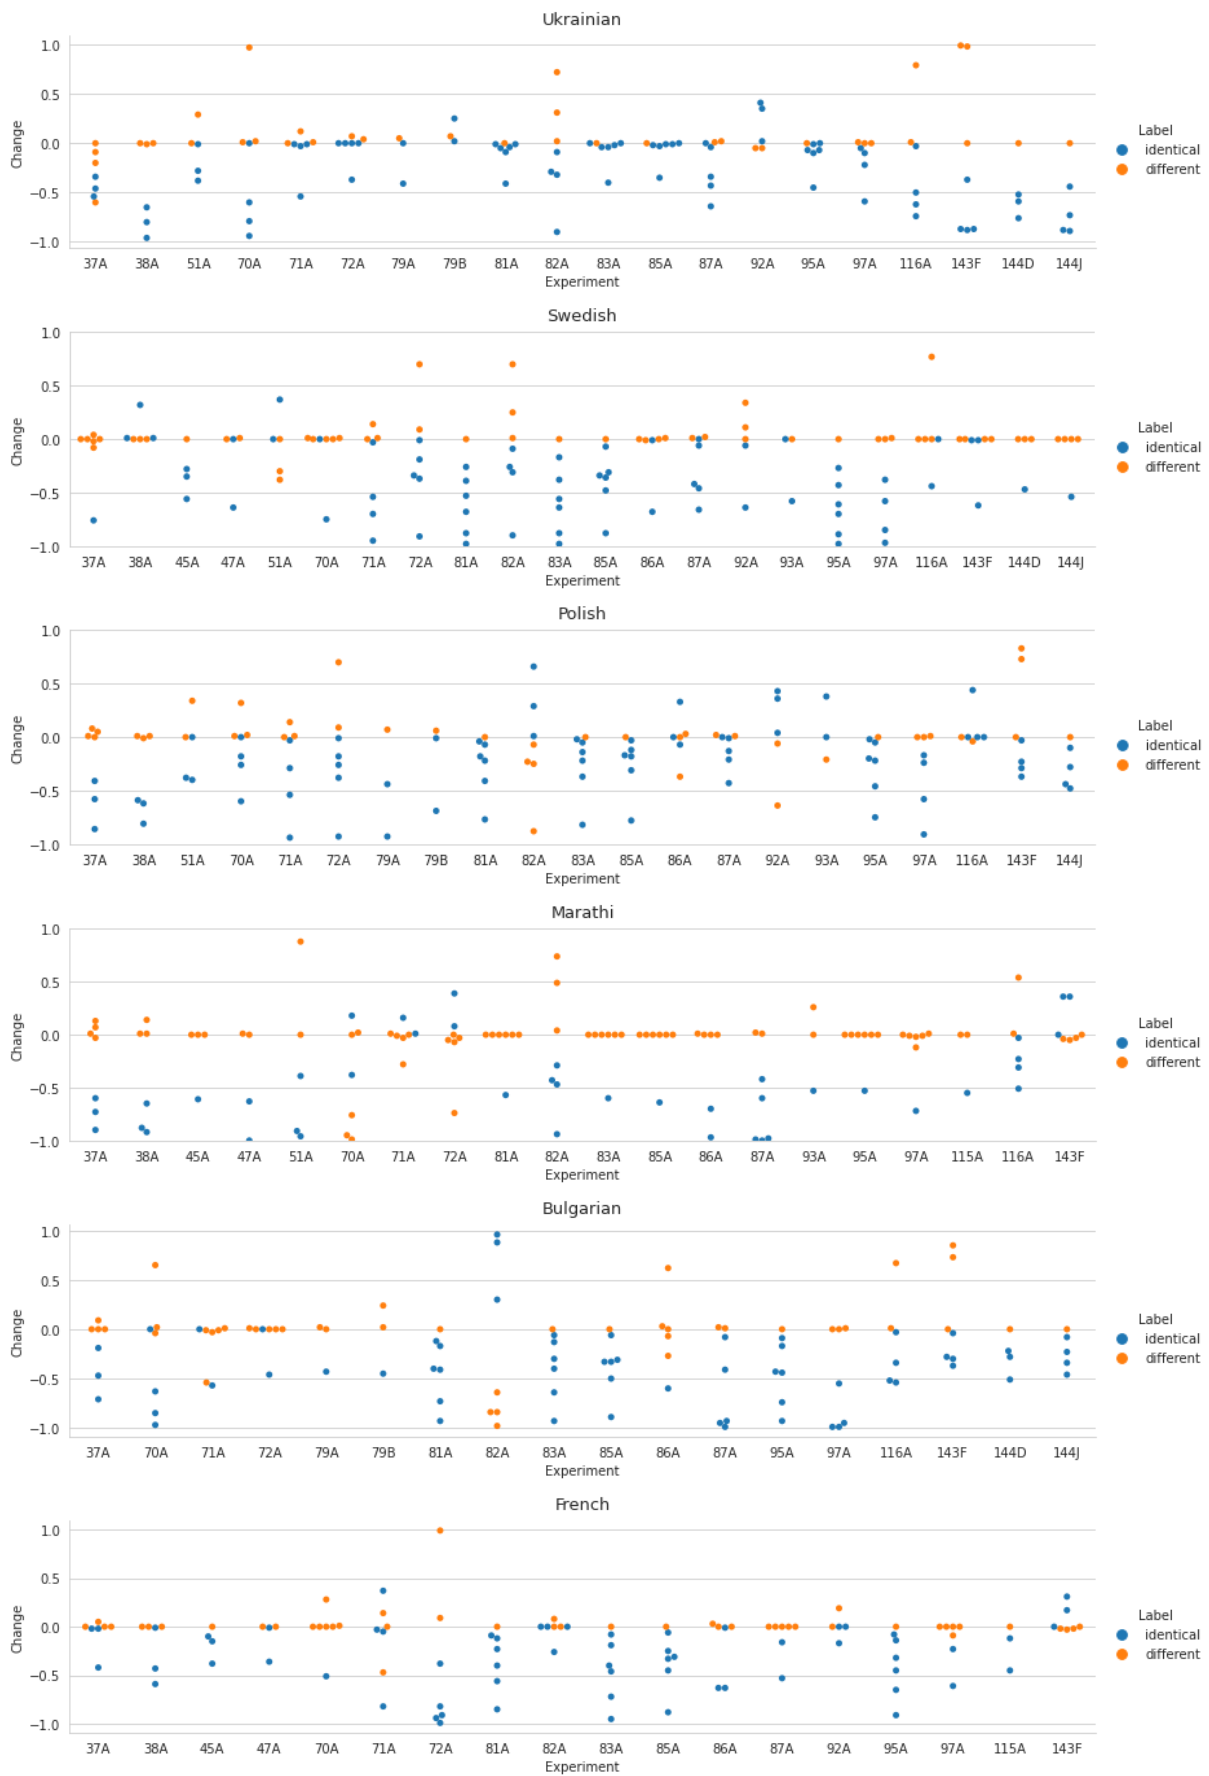 Ukrainian
1.0
0.5
0.0
−0.5
−1.0
Change
37A 38A 51A 70A 71A 72A 79A 79B 81A 82A 83A 85A 87A 92A 95A 97A 116A 143F 144D 144J
Experiment
Label
identical
different
Swedish
1.0
0.5
0.0
−0.5
−1.0
Change
37A 38A 45A 47A 51A 70A 71A 72A 81A 82A 83A 85A 86A 87A 92A 93A 95A 97A 116A 143F 144D 144J
Experiment
Label
identical
different
Polish
1.0
0.5
0.0
−0.5
−1.0
Change
37A 38A 51A 70A 71A 72A 79A 79B 81A 82A 83A 85A 86A 87A 92A 93A 95A 97A 116A 143F 144J
Experiment
Label
identical
different
Marathi
1.0
0.5
0.0
−0.5
−1.0
Change
37A 38A 45A 47A 51A 70A 71A 72A 81A 82A 83A 85A 86A 87A 93A 95A 97A 115A 116A 143F
Experiment
Label
identical
different
Bulgarian
1.0
0.5
0.0
−0.5
−1.0
Change
37A 70A 71A 72A 79A 79B 81A 82A 83A 85A 86A 87A 95A 97A 116A 143F 144D 144J
Experiment
Label
identical
different
French
1.0
0.5
0.0
−0.5
−1.0
Change
37A 38A 45A 47A 70A 71A 72A 81A 82A 83A 85A 86A 87A 92A 95A 97A 115A 143F
Experiment
Label
identical
different